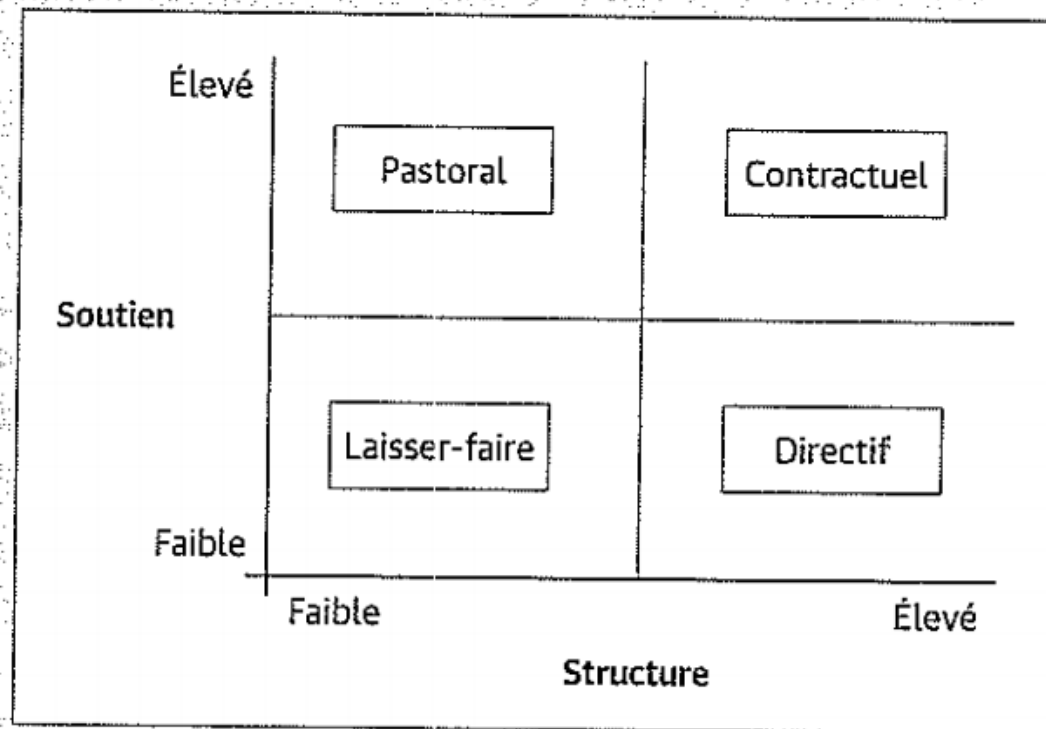 Élevé
Pastoral
Contractuel
Soutien
Laisser-faire
Directif
Faible
Faible
Élevé
Structure